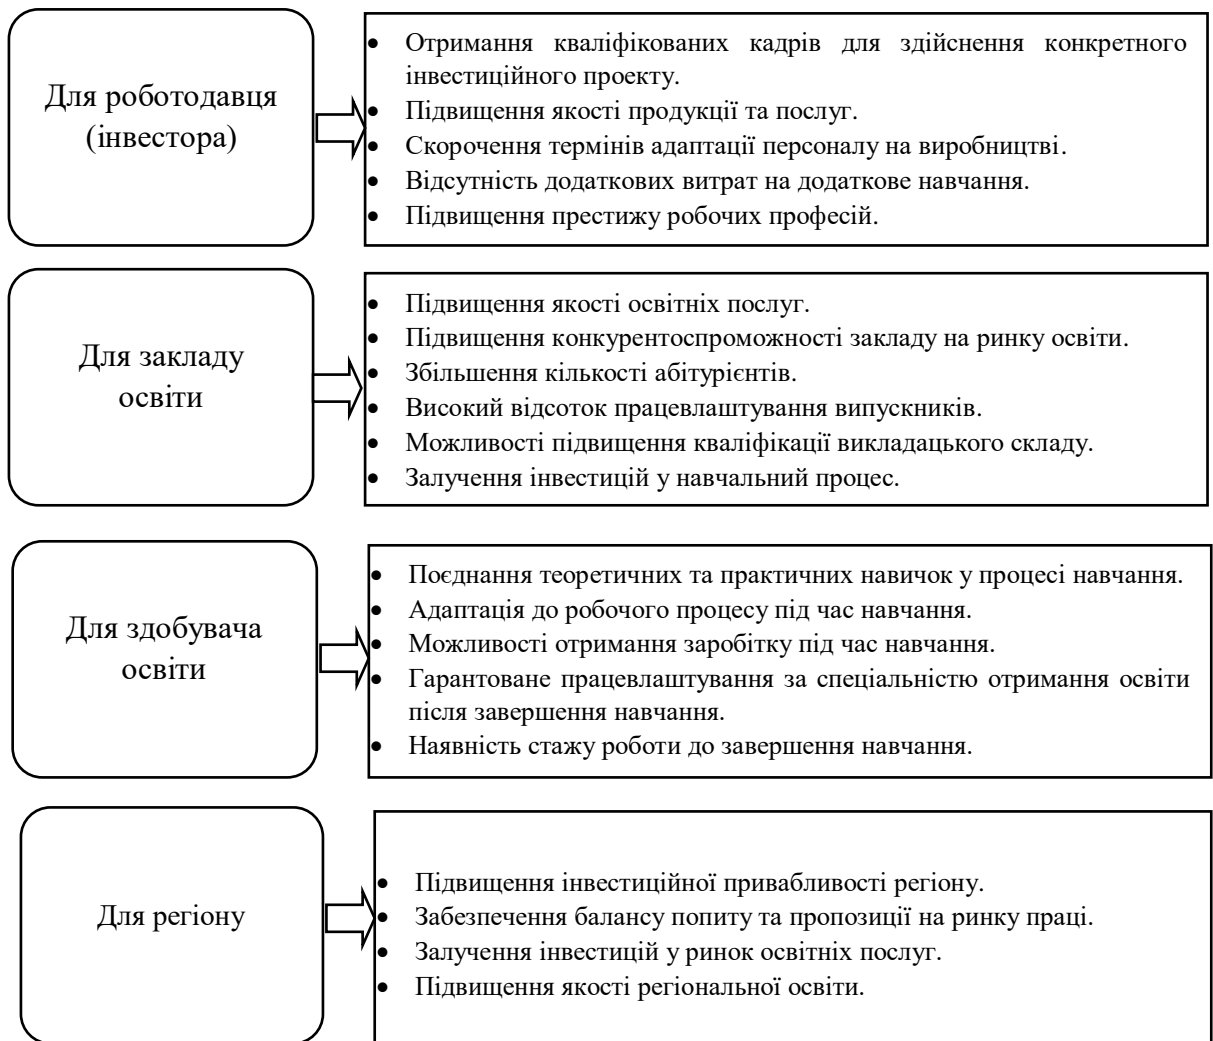 Для роботодавця
(інвестора)
• Отримання кваліфікованих кадрів для здійснення конкретного
інвестиційного проекту.
• Підвищення якості продукції та послуг.
• Скорочення термінів адаптації персоналу на виробництві.
• Відсутність додаткових витрат на додаткове навчання.
• Підвищення престижу робочих професій.
Для закладу
освіти
• Підвищення якості освітніх послуг.
• Підвищення конкурентоспроможності закладу на ринку освіти.
• Збільшення кількості абітурієнтів.
• Високий відсоток працевлаштування випускників.
• Можливості підвищення кваліфікації викладацького складу.
• Залучення інвестицій у навчальний процес.
Для здобувача
освіти
• Поєднання теоретичних та практичних навичок у процесі навчання.
• Адаптація до робочого процесу під час навчання.
• Можливості отримання заробітку під час навчання.
• Гарантоване працевлаштування за спеціальністю отримання освіти
після завершення навчання.
• Наявність стажу роботи до завершення навчання.
Для регіону
• Підвищення інвестиційної привабливості регіону.
• Забезпечення балансу попиту та пропозиції на ринку праці.
• Залучення інвестицій у ринок освітніх послуг.
• Підвищення якості регіональної освіти.